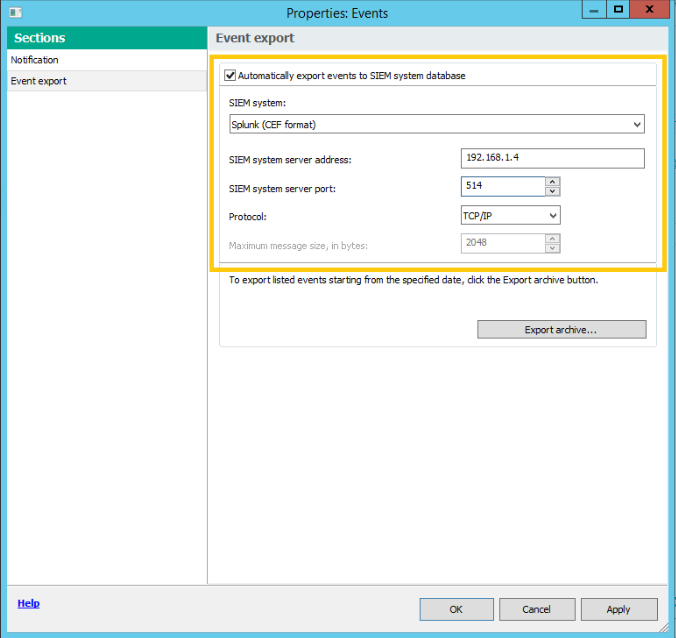 Properties: Events
Sections
Notification
Event export
Event export
Automatically export events to SIEM system database
SIEM system:
Splunk (CEF format)
SIEM system server address:
192.168.1.4
SIEM system server port:
514
Protocol:
TCP/IP
Maximum message size, in bytes:
2048
To export listed events starting from the specified date, click the Export archive button.
Export archive...
Help
OK
Cancel
Apply